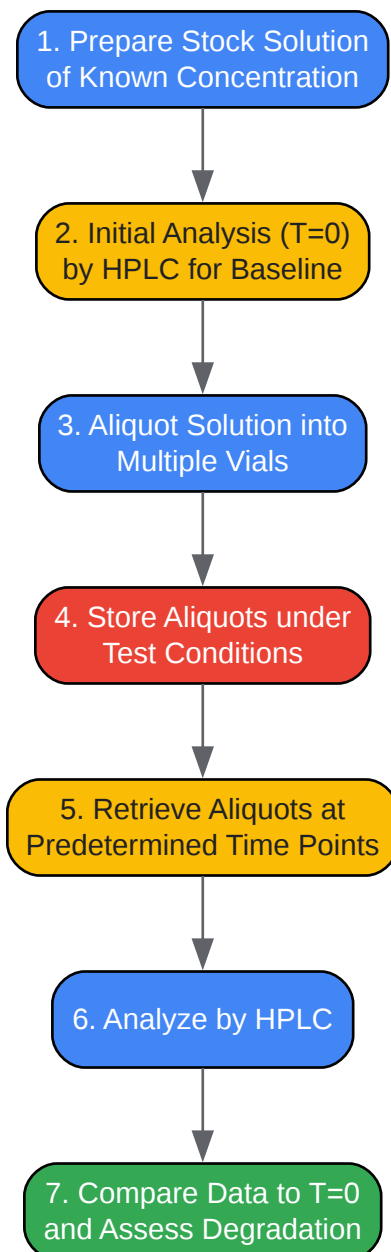 1. Prepare Stock Solution
of Known Concentration
2. Initial Analysis (T=0)
by HPLC for Baseline
3. Aliquot Solution into
Multiple Vials
4. Store Aliquots under
Test Conditions
5. Retrieve Aliquots at
Predetermined Time Points
6. Analyze by HPLC
7. Compare Data to T=0
and Assess Degradation